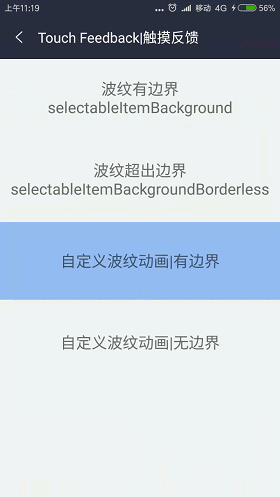 上午11:19 ... 移动 4G 56%
Touch Feedback|触摸反馈
波纹有边界
selectableItemBackground
波纹超出边界
selectableItemBackgroundBorderless
自定义波纹动画|有边界
自定义波纹动画|无边界